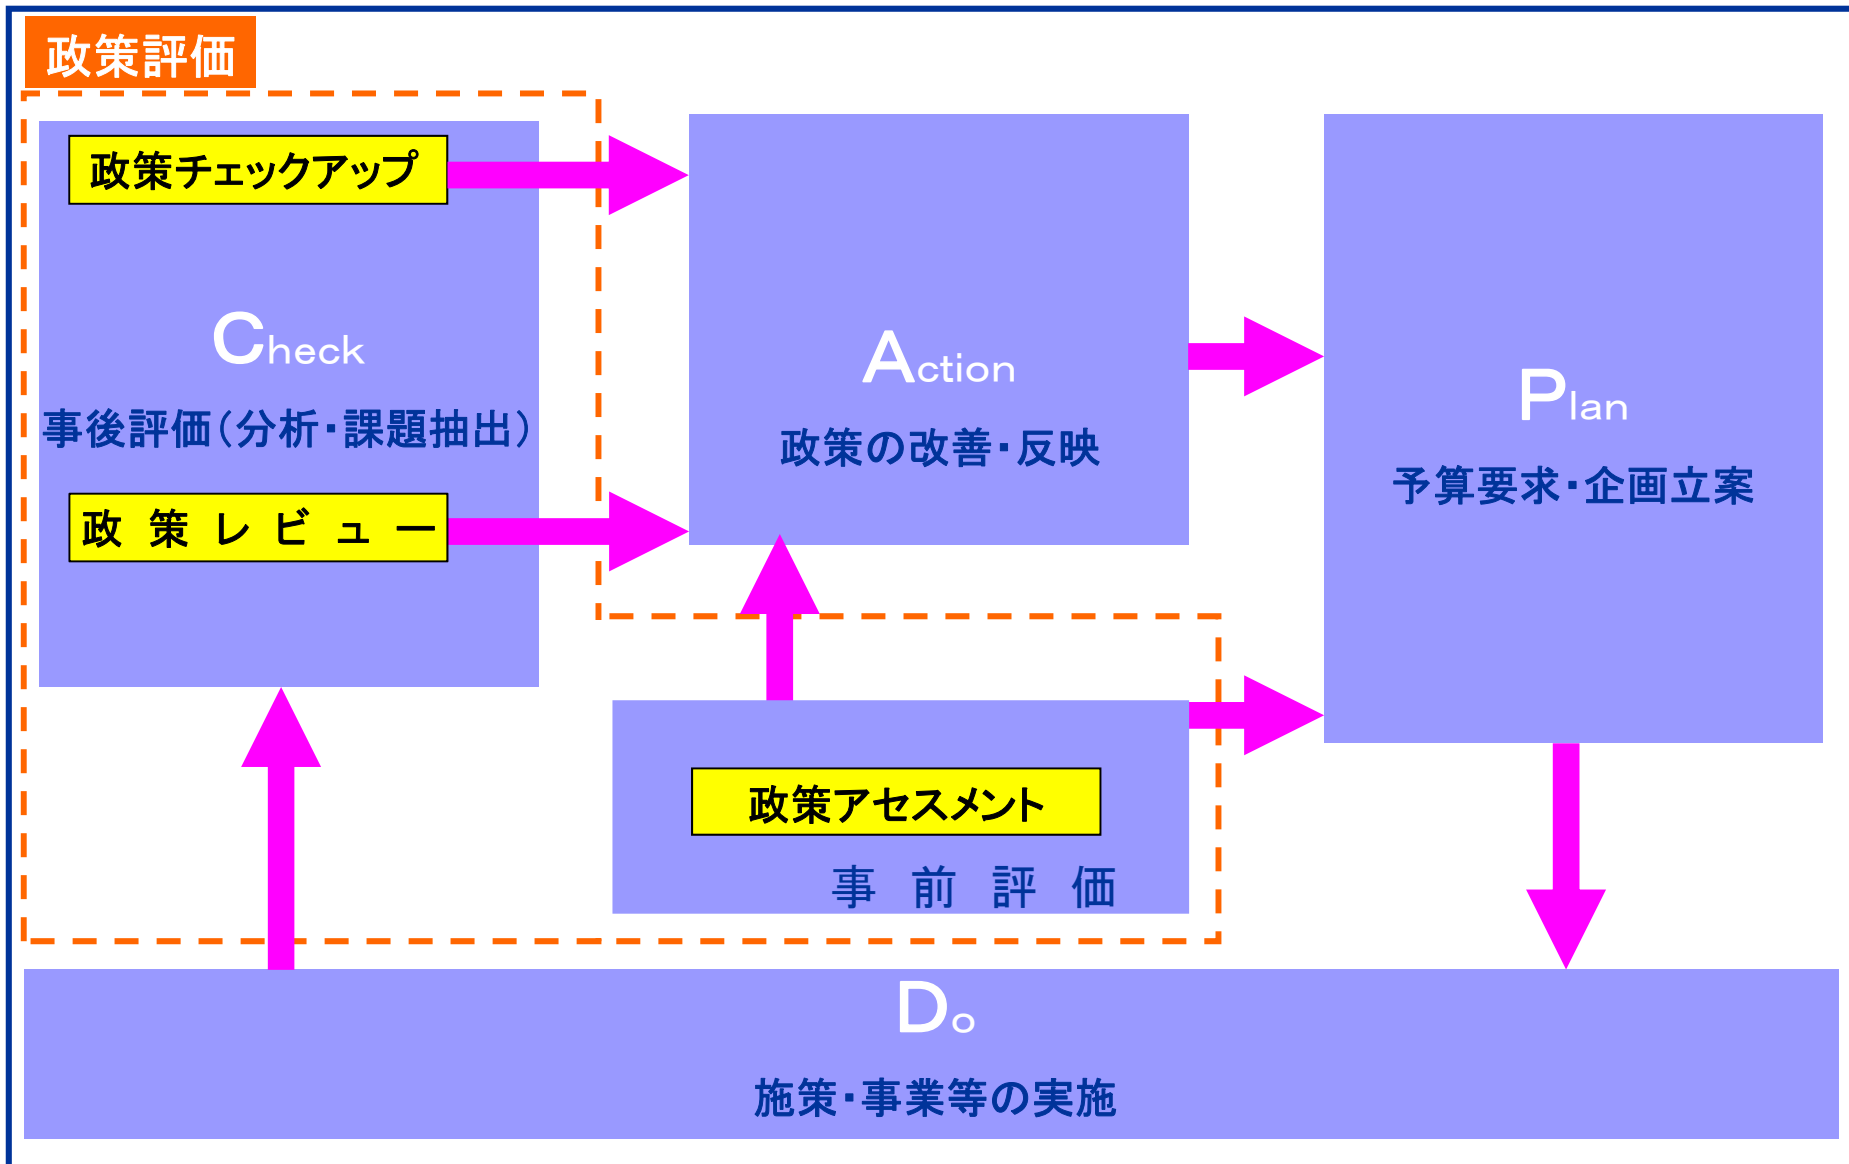 政策評価
政策チェックアップ
Check
事後評価(分析・課題抽出)
政策レビュー
Action
政策の改善・反映
Plan
予算要求・企画立案
政策アセスメント
事前評価
Do
施策・事業等の実施